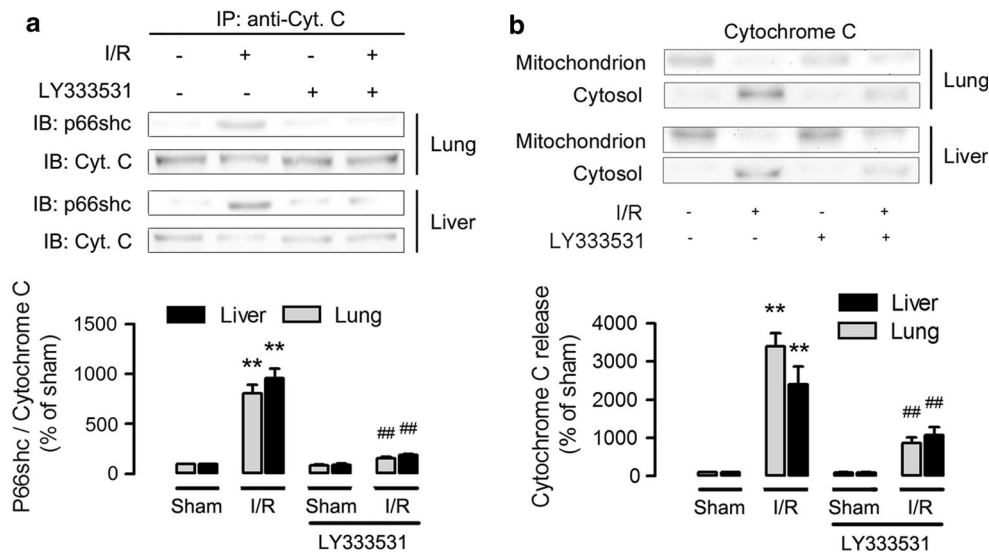 a
IP: anti-Cyt. C
I/R - + - +
LY333531 - - + +
IB: p66shc
IB: Cyt. C
Lung
IB: p66shc
IB: Cyt. C
Liver
P66shc / Cytochrome C
(% of sham)
Liver Lung
1500
1000
500
0
** **
## ##
Sham I/R Sham I/R
LY333531
b
Cytochrome C
Mitochondrion
Cytosol
Lung
Mitochondrion
Cytosol
Liver
I/R - + - +
LY333531 - - + +
Cytochrome C release
(% of sham)
Liver
Lung
4000
3000
2000
1000
0
** **
## ##
Sham I/R Sham I/R
LY333531